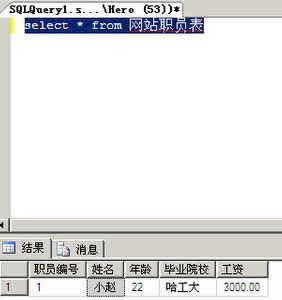 SQLQuery1.s...\Hero (53))*
select * from 网站职员表
结果 消息
职员编号 姓名 年龄 毕业院校 工资
1 1 小赵 22 哈工大 3000.00